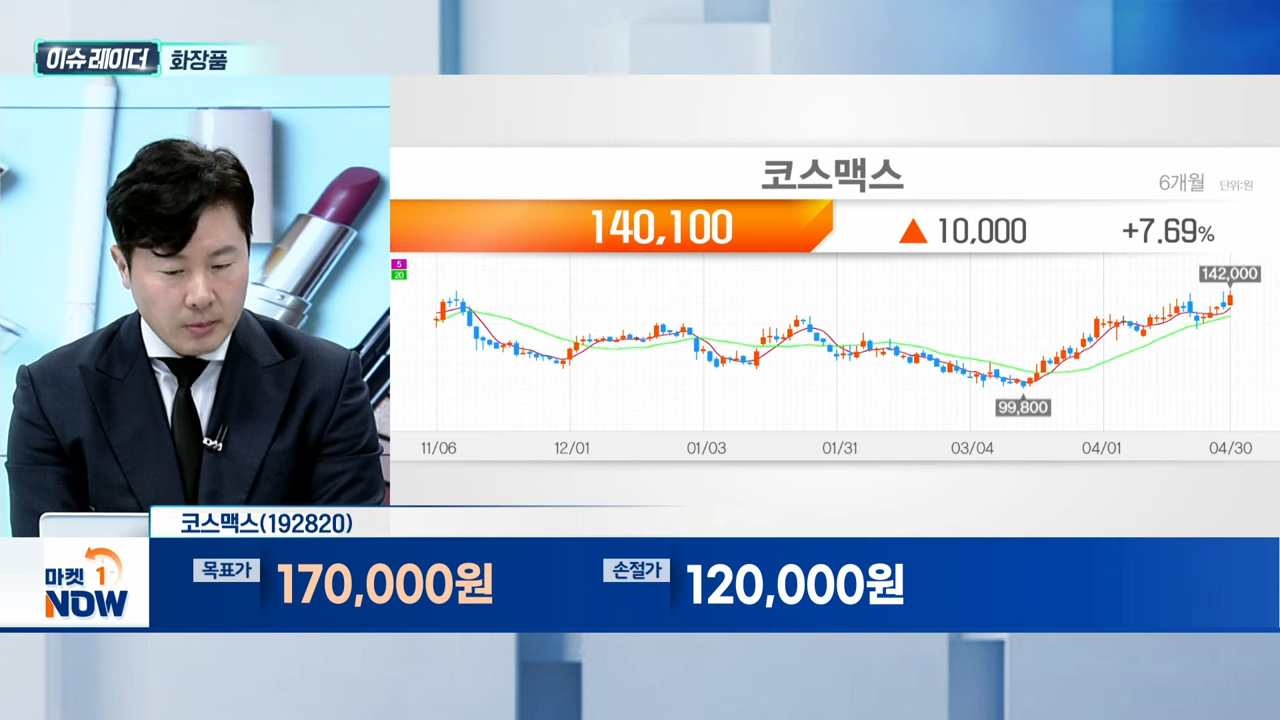 이슈레이더 화장품
코스맥스
6개월 단위:원
140,100 ▲ 10,000 +7.69%
5
20
142,000
99,800
11/06 12/01 01/03 01/31 03/04 04/01 04/30
코스맥스(192820)
마켓 1
NOW
목표가 170,000원 손절가 120,000원